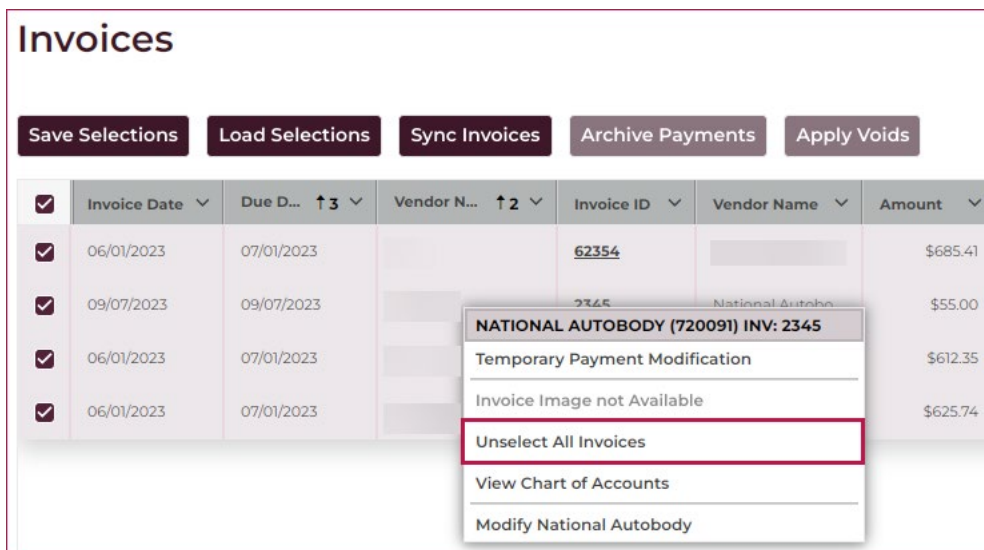 Invoices
Save Selections Load Selections Sync Invoices Archive Payments Apply Voids
Invoice Date Due D... ↑3 Vendor N... ↑2 Invoice ID Vendor Name Amount
06/01/2023 07/01/2023 62354 $685.41
09/07/2023 09/07/2023 2345 National Autobo... $55.00
NATIONAL AUTOBODY (720091) INV: 2345
Temporary Payment Modification
06/01/2023 07/01/2023 $612.35
Invoice Image not Available
06/01/2023 07/01/2023 $625.74
Unselect All Invoices
View Chart of Accounts
Modify National Autobody